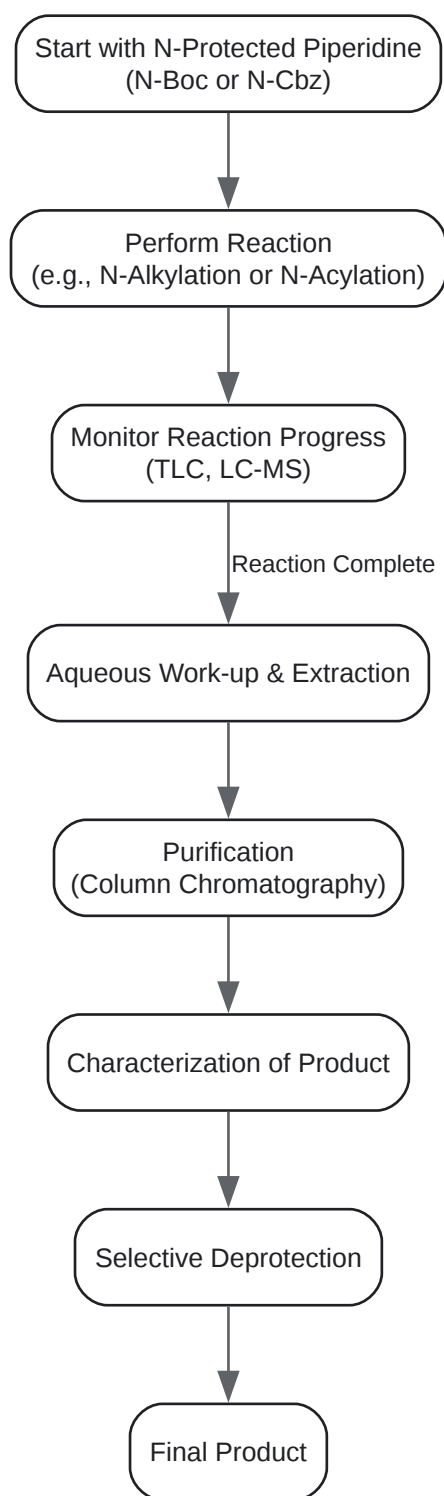 Start with N-Protected Piperidine
(N-Boc or N-Cbz)
Perform Reaction
(e.g., N-Alkylation or N-Acylation)
Monitor Reaction Progress
(TLC, LC-MS)
Reaction Complete
Aqueous Work-up & Extraction
Purification
(Column Chromatography)
Characterization of Product
Selective Deprotection
Final Product